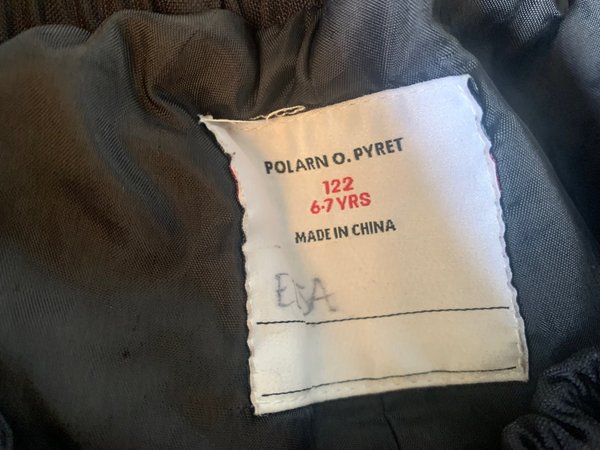 POLARN O. PYRET
122
6-7 YRS
MADE IN CHINA